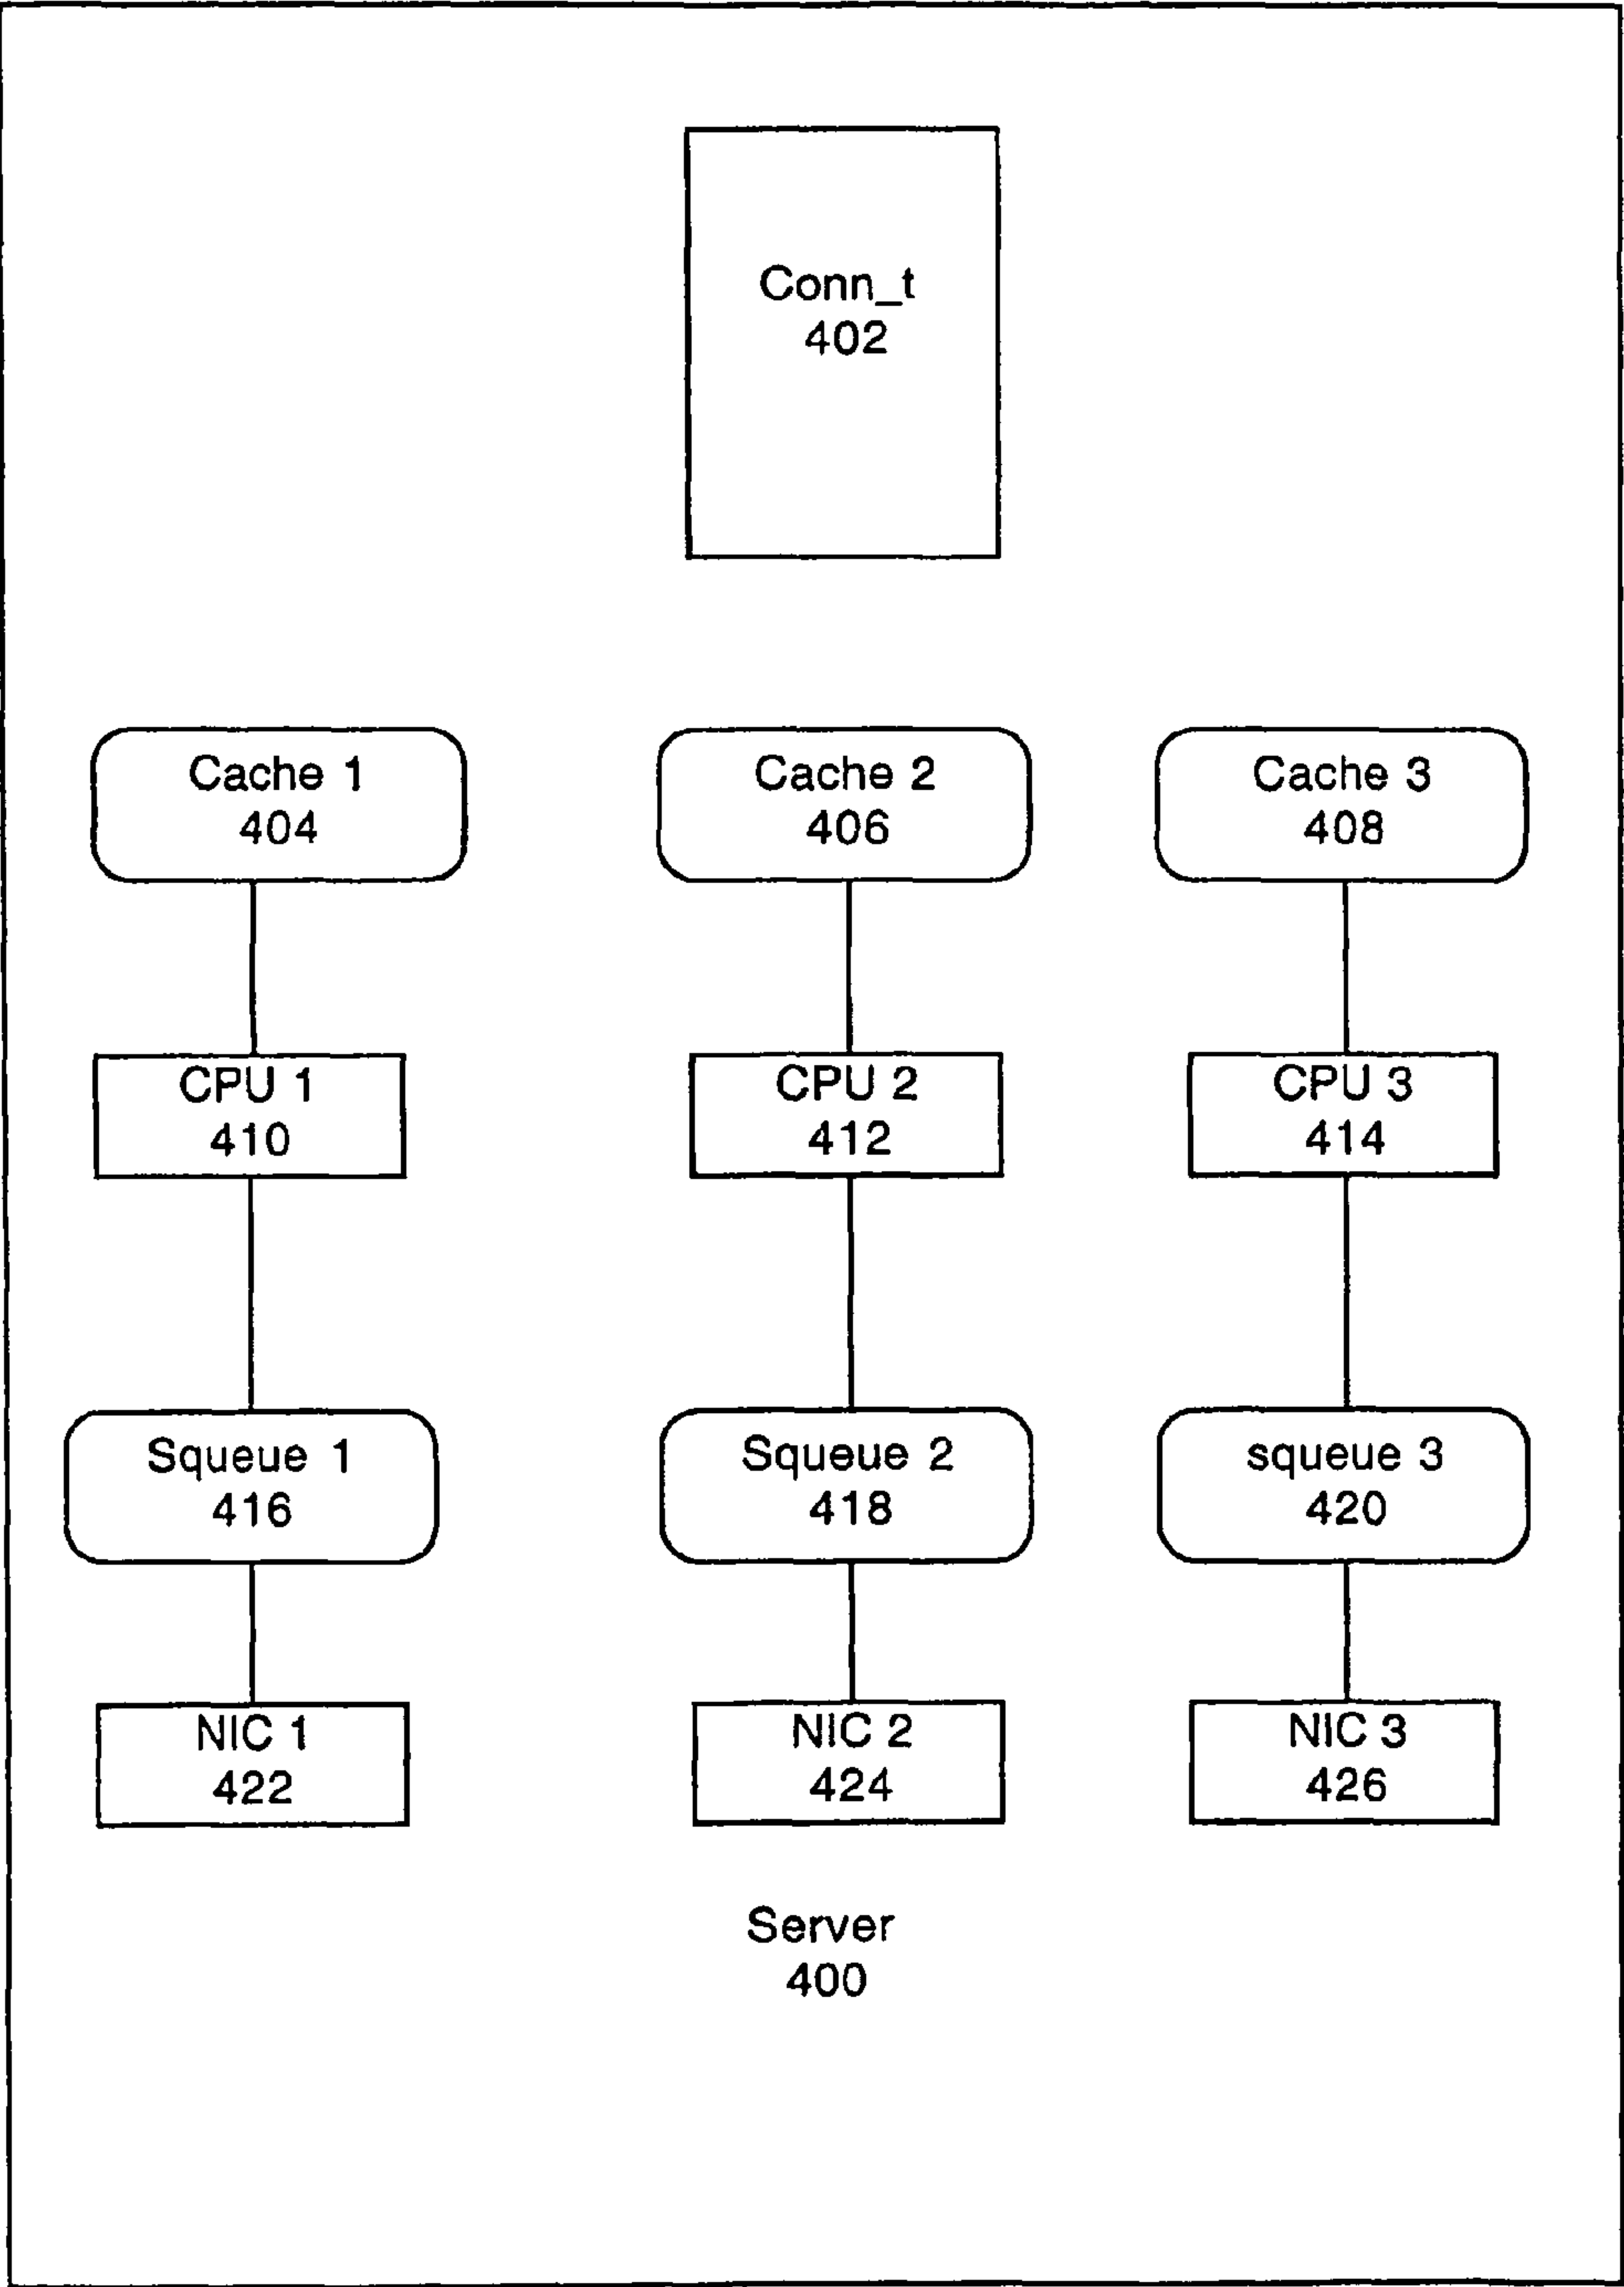 Conn_t
402
Cache 1
404
Cache 2
406
Cache 3
408
CPU 1
410
CPU 2
412
CPU 3
414
Squeue 1
416
Squeue 2
418
squeue 3
420
NIC 1
422
NIC 2
424
NIC 3
426
Server
400